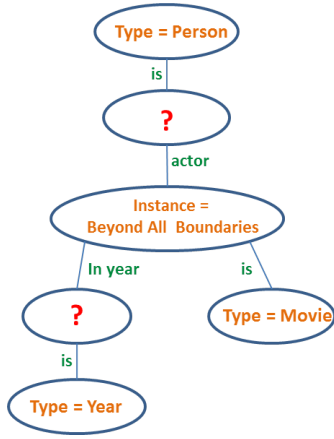 Type = Person
is
?
actor
Instance =
Beyond All Boundaries
In year
is
?
Type = Movie
is
Type = Year